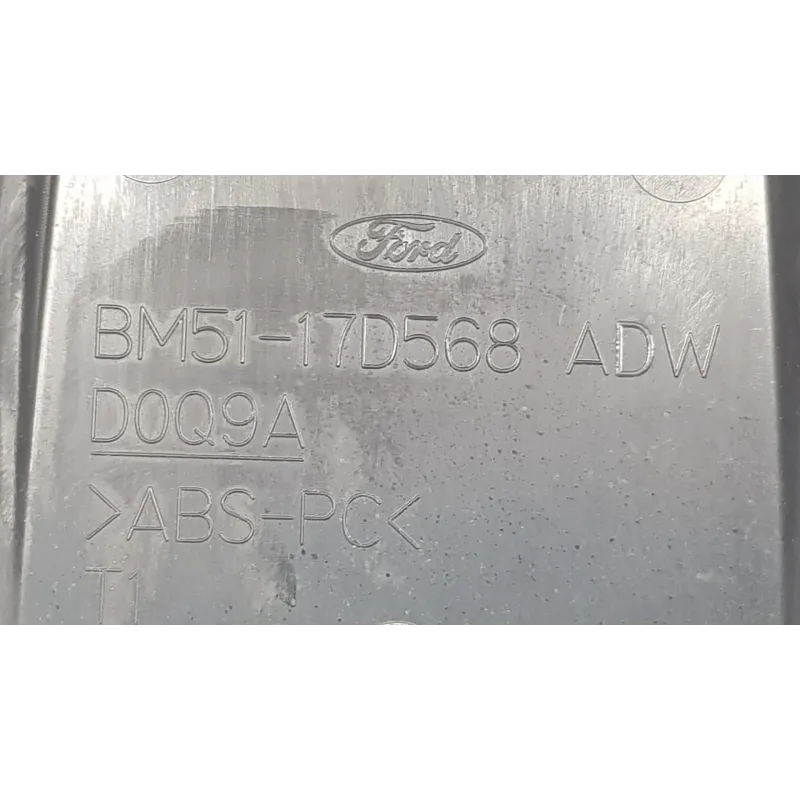 Ford
BM51-17D568 ADW
D0Q9A
>ABS-PC<
T1